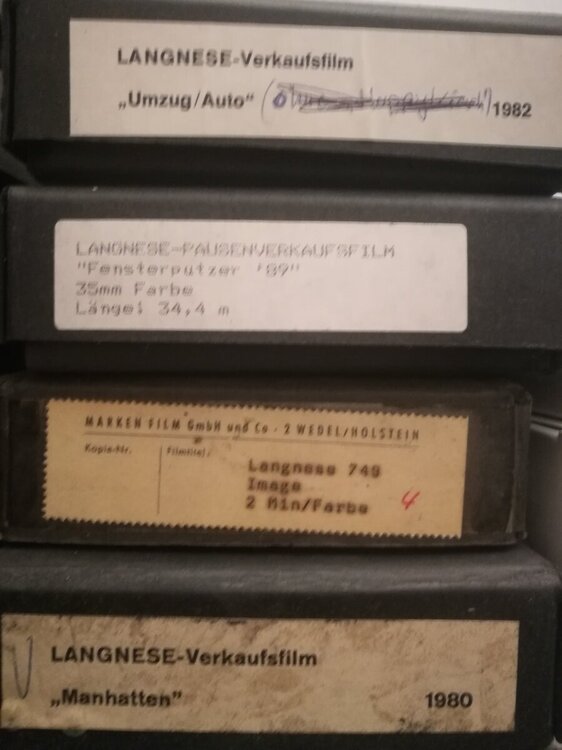 LANGNESE-Verkaufsfilm
„Umzug/Auto“ 1982
LANGNESE-PAUSENVERKAUFSFILM
"Fensterputzer '89"
35mm Farbe
Länge: 34,4 m
MARKEN FILM GmbH und Co · 2 WEDEL/HOLSTEIN
Kopie-Nr. Filmtitel:
Langnese 749
Image
2 Min/Farbe 4
LANGNESE-Verkaufsfilm
„Manhatten“ 1980